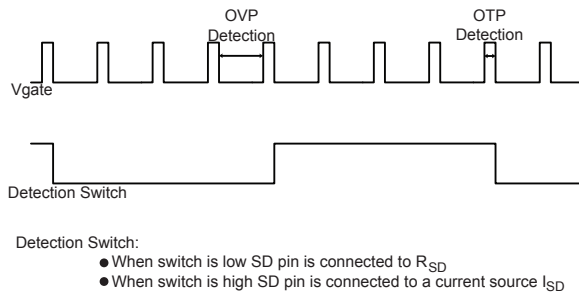 OVP
Detection
OTP
Detection
Vgate
Detection Switch
Detection Switch:
● When switch is low SD pin is connected to RSD
● When switch is high SD pin is connected to a current source ISD